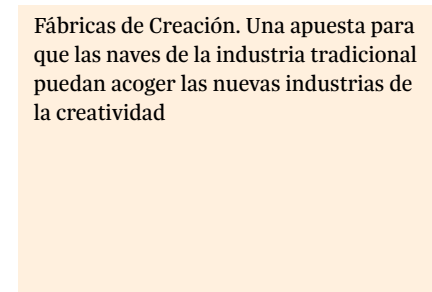 Fábricas de Creación. Una apuesta para
que las naves de la industria tradicional
puedan acoger las nuevas industrias de
la creatividad